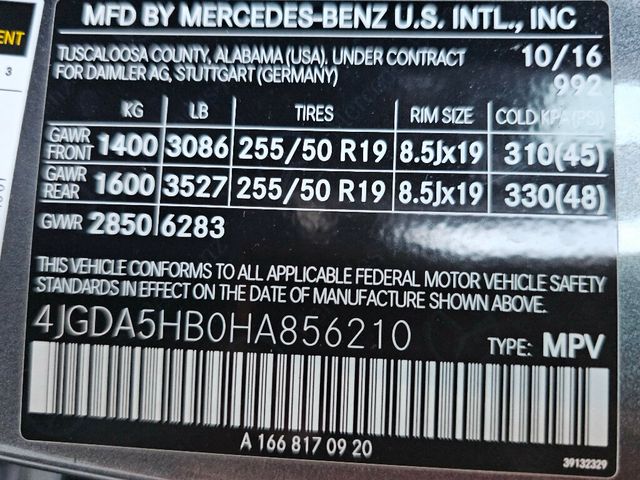 MFD BY MERCEDES-BENZ U.S. INTL., INC
TUSCALOOSA COUNTY, ALABAMA (USA), UNDER CONTRACT 10/16
FOR DAIMLER AG, STUTTGART (GERMANY) 992
ENT
3
KG LB TIRES RIM SIZE COLD KPA(PSI)
GAWR FRONT 1400 3086 255/50 R19 8.5Jx19 310(45)
GAWR REAR 1600 3527 255/50 R19 8.5Jx19 330(48)
GVWR 2850 6283
THIS VEHICLE CONFORMS TO ALL APPLICABLE FEDERAL MOTOR VEHICLE SAFETY
STANDARDS IN EFFECT ON THE DATE OF MANUFACTURE SHOWN ABOVE.
4JGDA5HB0HA856210 TYPE: MPV
A 166 817 09 20
39132329